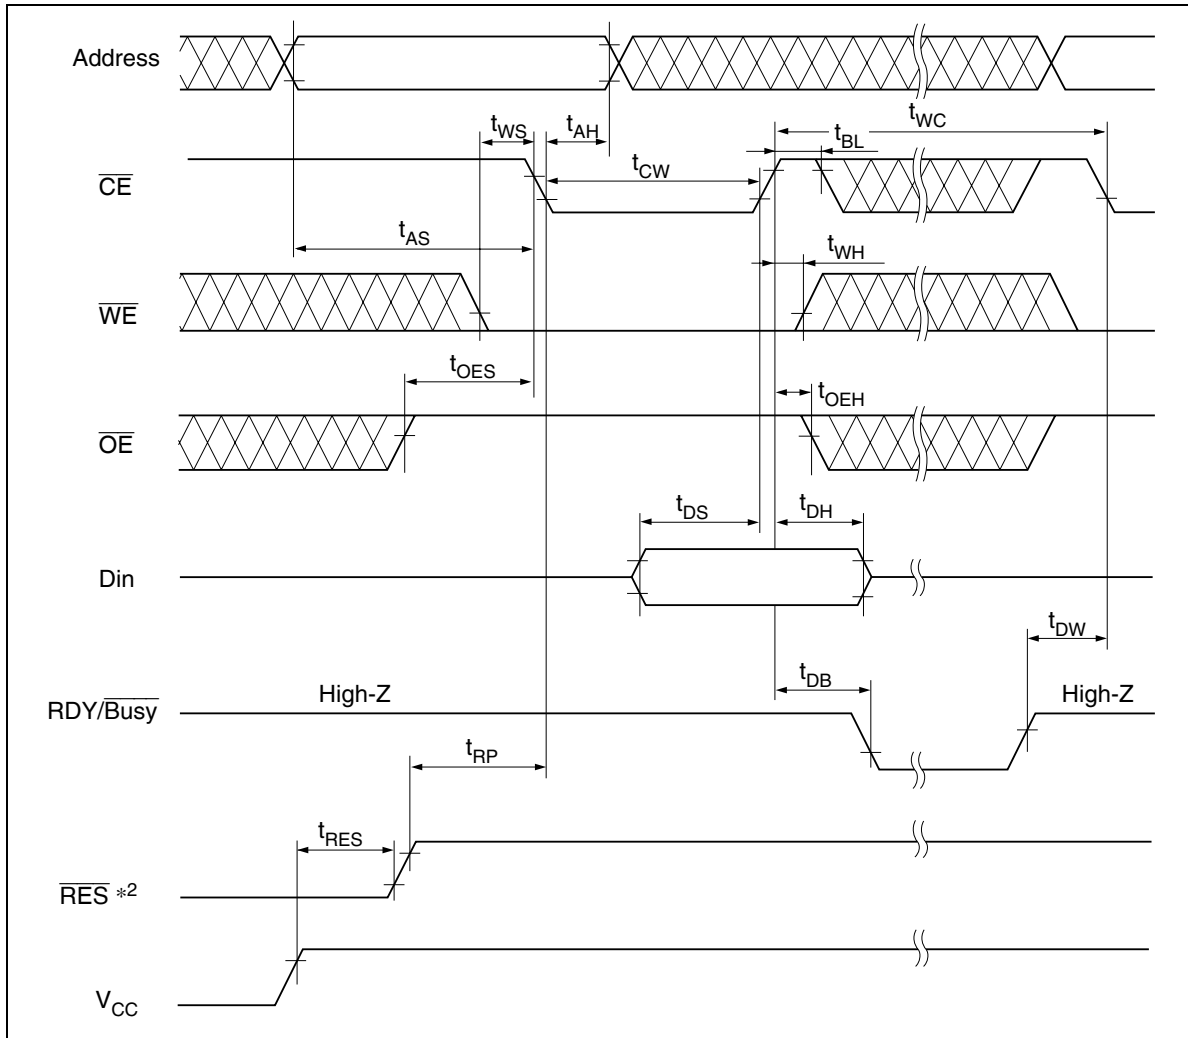 Address
tWS
tAH
tWC
tBL
CE
tCW
tAS
tWH
WE
tOES
tOEH
OE
tDS
tDH
Din
tDW
tDB
High-Z
High-Z
RDY/Busy
tRP
tRES
RES *2
VCC